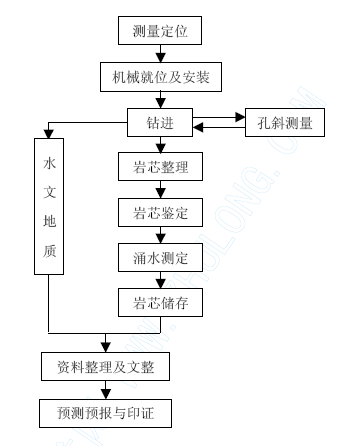 测量定位
机械就位及安装
钻进
孔斜测量
水文地质
岩芯整理
岩芯鉴定
涌水测定
岩芯储存
资料整理及文整
预测预报与印证